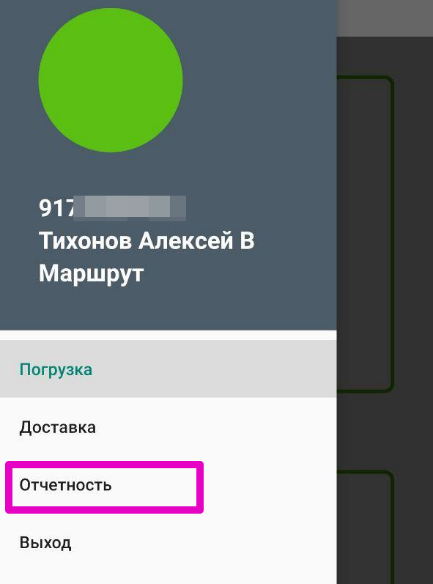 917
Тихонов Алексей В
Маршрут
Погрузка
Доставка
Отчетность
Выход